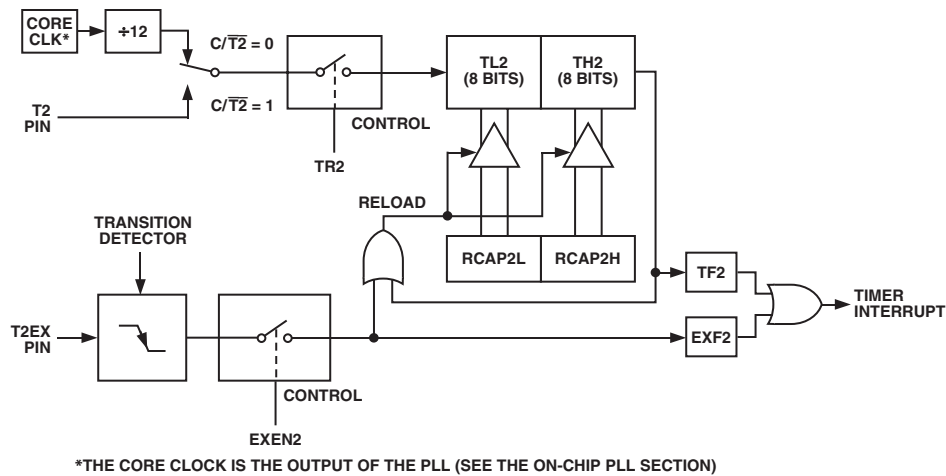 CORE
CLK*
÷12
C/T2̅ = 0
C/T2̅ = 1
T2
PIN
CONTROL
TR2
TL2
(8 BITS)
TH2
(8 BITS)
RELOAD
TRANSITION
DETECTOR
RCAP2L
RCAP2H
TF2
TIMER
INTERRUPT
T2EX
PIN
EXF2
CONTROL
EXEN2
*THE CORE CLOCK IS THE OUTPUT OF THE PLL (SEE THE ON-CHIP PLL SECTION)